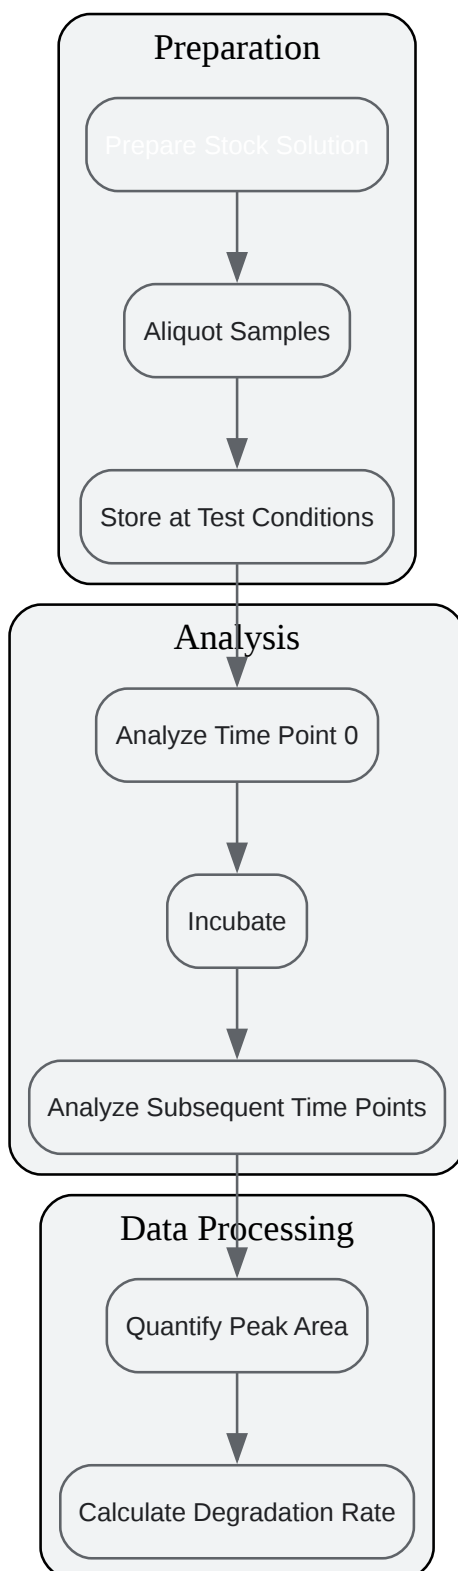 Preparation
Prepare Stock Solution
Aliquot Samples
Store at Test Conditions
Analysis
Analyze Time Point 0
Incubate
Analyze Subsequent Time Points
Data Processing
Quantify Peak Area
Calculate Degradation Rate